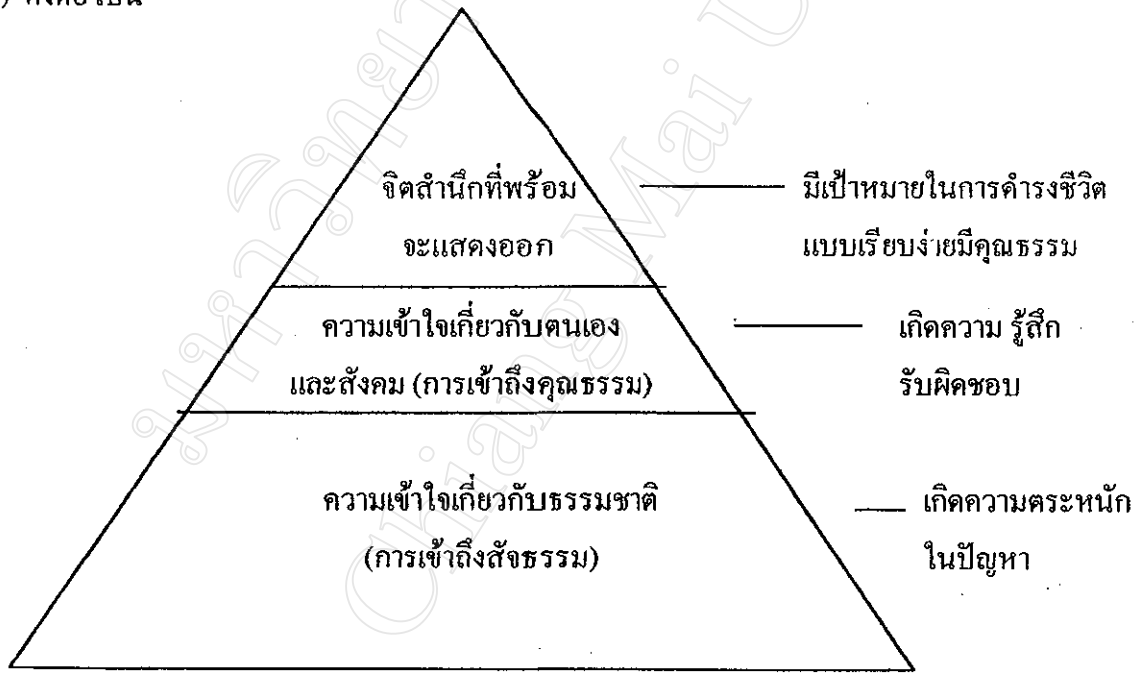 จิตสำนึกที่พร้อม
จะแสดงออก
มีเป้าหมายในการดำรงชีวิต
แบบเรียบง่ายมีคุณธรรม
ความเข้าใจเกี่ยวกับตนเอง
และสังคม (การเข้าถึงคุณธรรม)
เกิดความ รู้สึก
รับผิดชอบ
ความเข้าใจเกี่ยวกับธรรมชาติ
(การเข้าถึงสัจธรรม)
เกิดความตระหนัก
ในปัญหา
Chiang Mai U